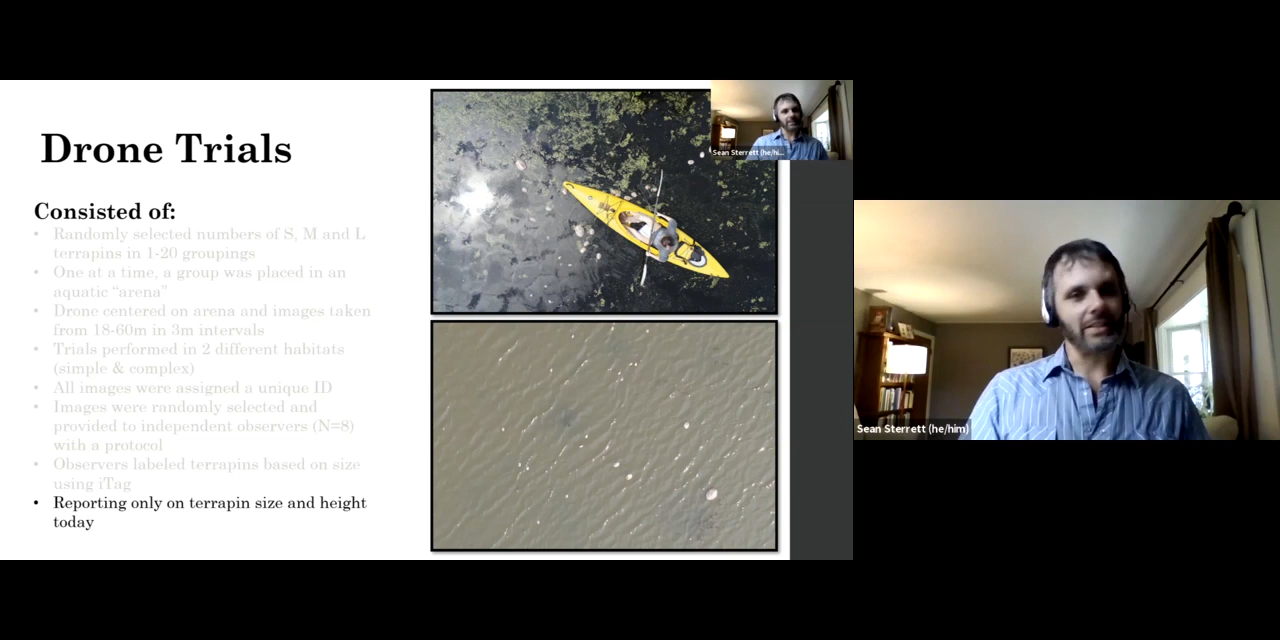 Drone Trials
Consisted of:
• Randomly selected numbers of S, M and L
terrapins in 1-20 groupings
• One at a time, a group was placed in an
aquatic “arena”
• Drone centered on arena and images taken
from 18-60m in 3m intervals
• Trials performed in 2 different habitats
(simple & complex)
• All images were assigned a unique ID
• Images were randomly selected and
provided to independent observers (N=8)
with a protocol
• Observers labeled terrapins based on size
using iTag
• Reporting only on terrapin size and height
today
Sean Sterrett (he/hi...
Sean Sterrett (he/him)